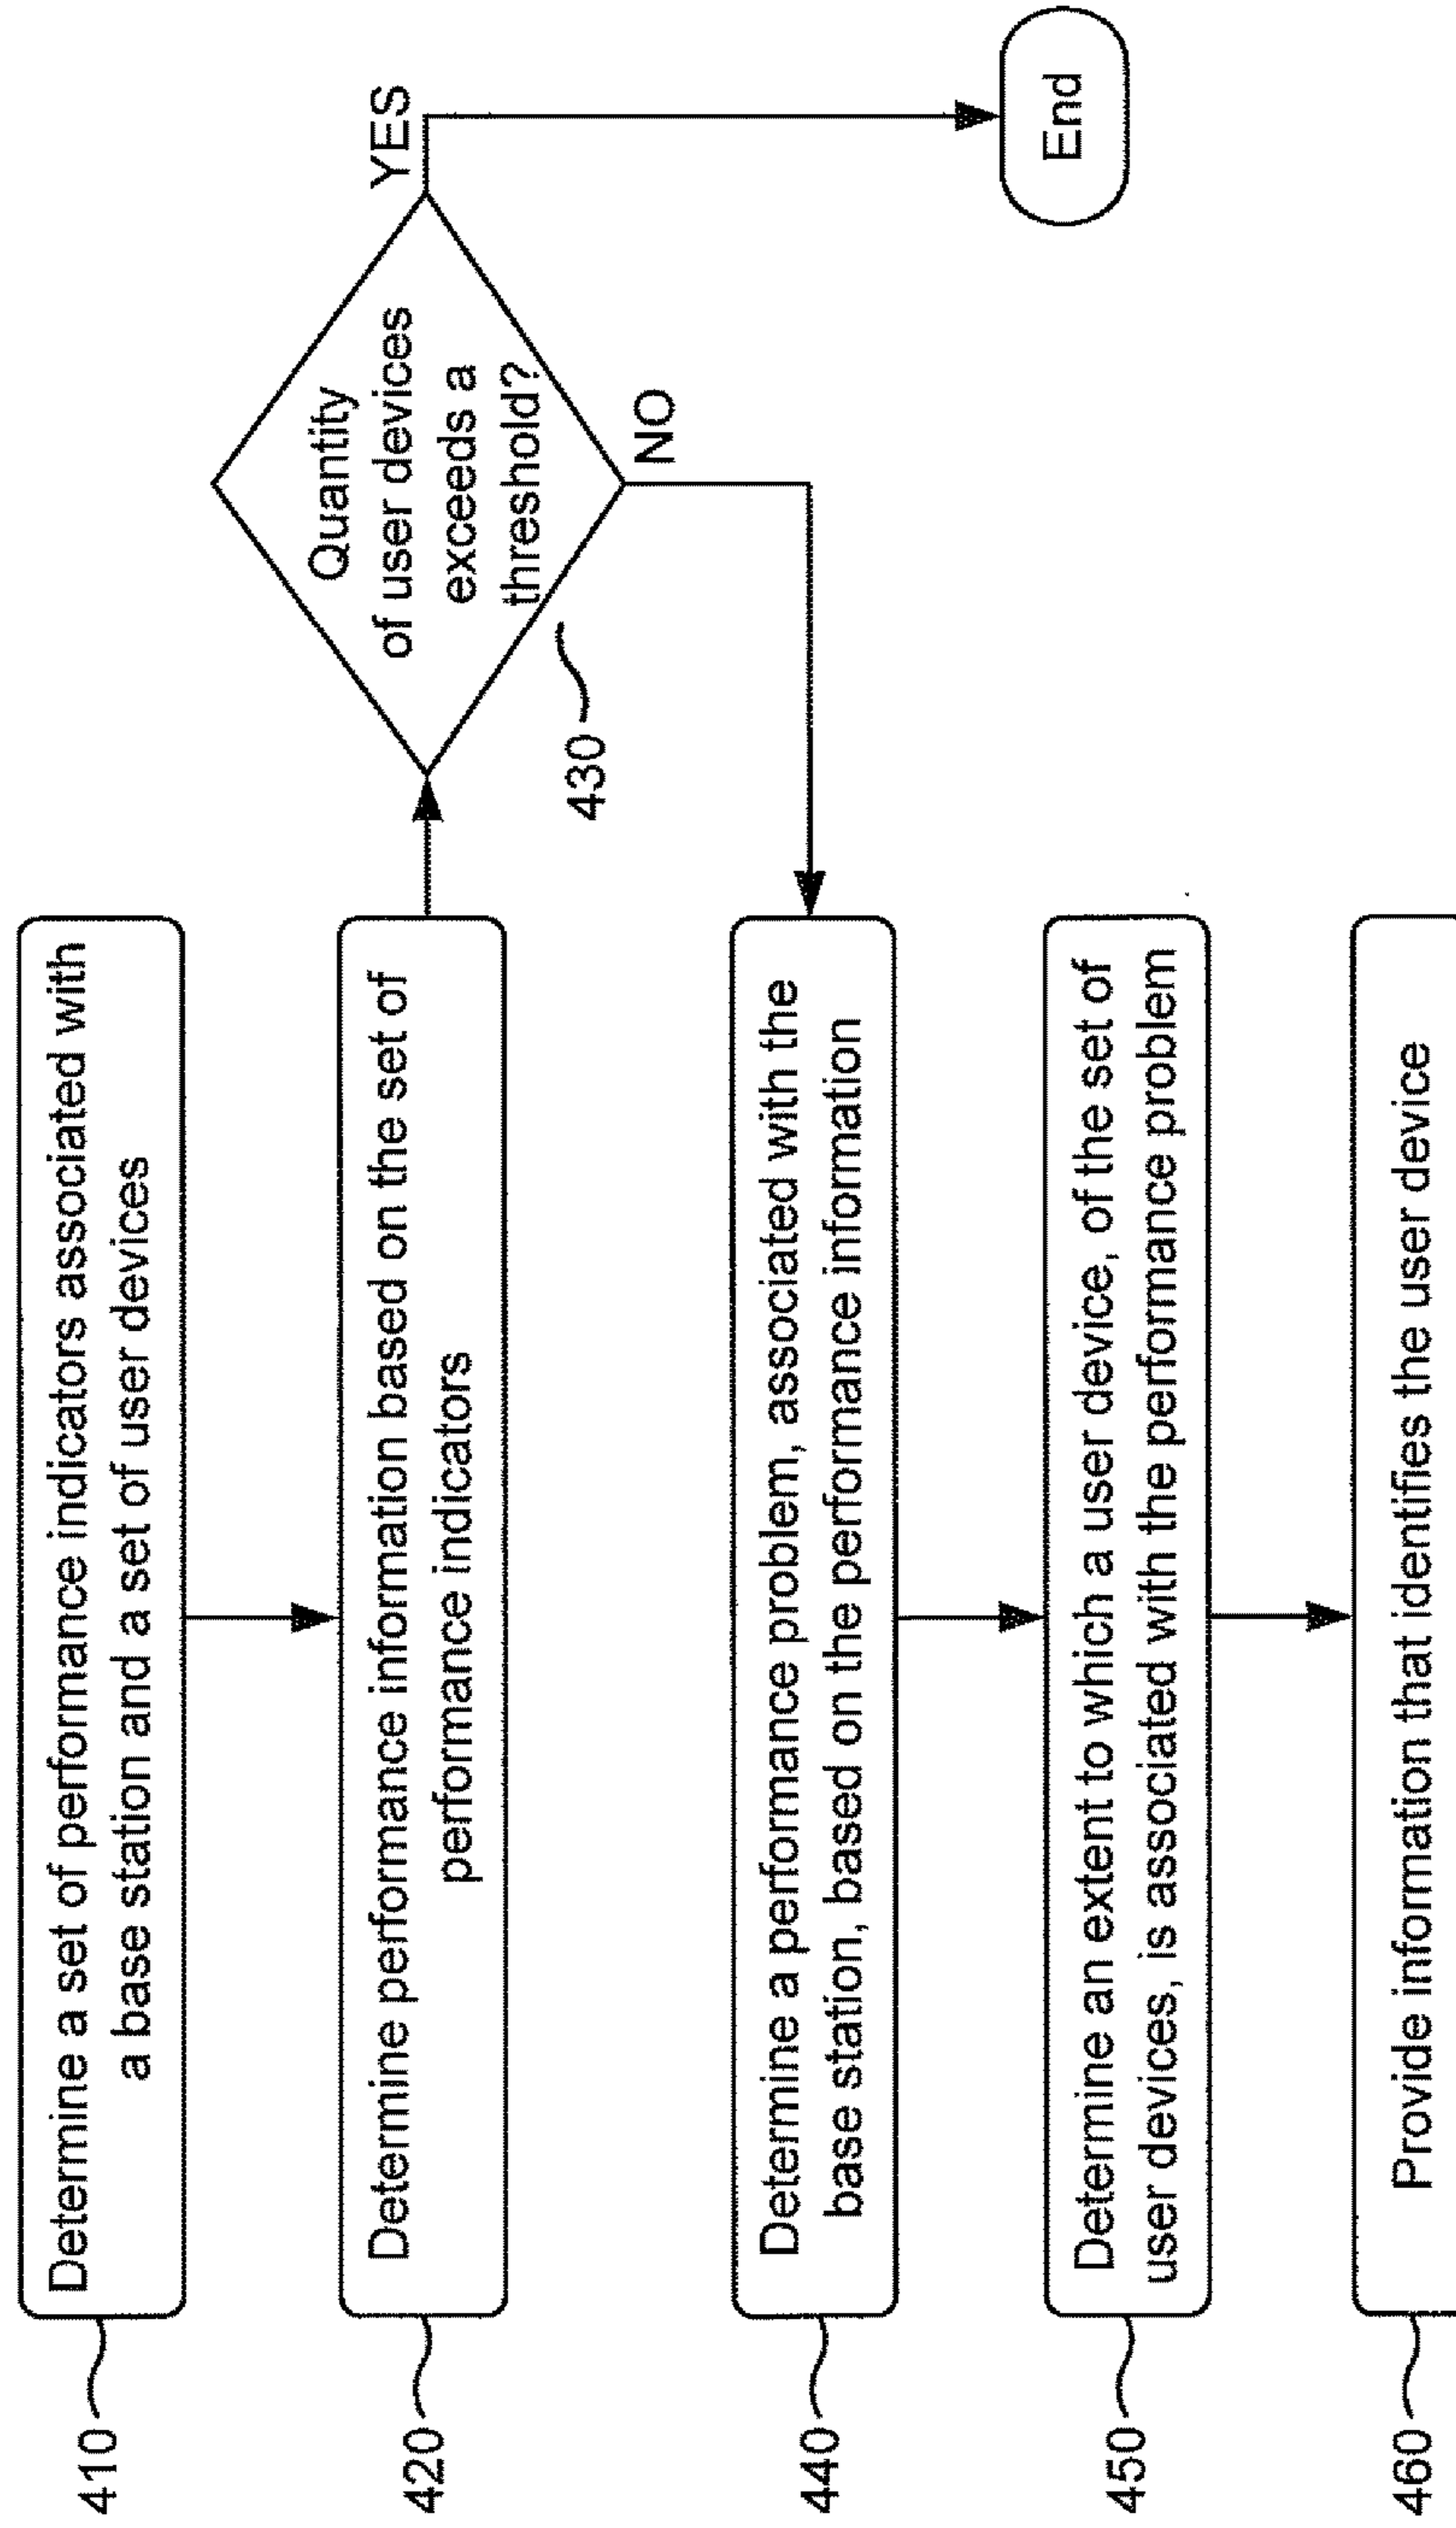 410
Determine a set of performance indicators associated with
a base station and a set of user devices
420
Determine performance information based on the set of
performance indicators
Quantity
of user devices
exceeds a
threshold?
430
YES
NO
End
440
Determine a performance problem, associated with the
base station, based on the performance information
450
Determine an extent to which a user device, of the set of
user devices, is associated with the performance problem
460
Provide information that identifies the user device